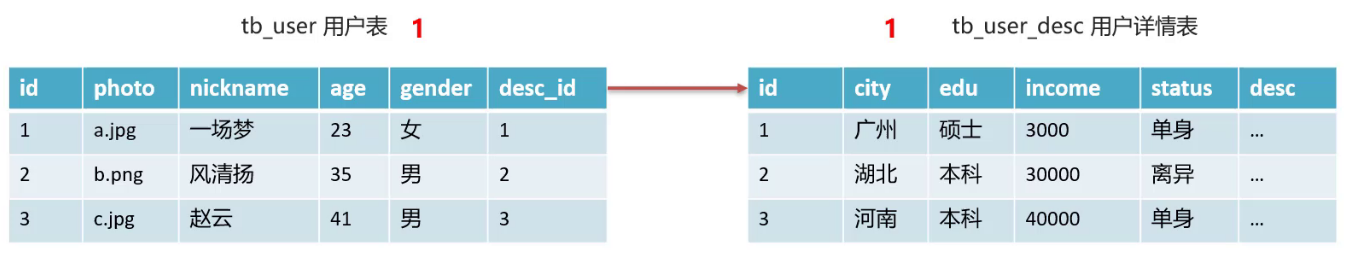 tb_user 用户表 1
1 tb_user_desc 用户详情表
id photo nickname age gender desc_id
1 a.jpg 一场梦 23 女 1
2 b.png 风清扬 35 男 2
3 c.jpg 赵云 41 男 3
id city edu income status desc
1 广州 硕士 3000 单身 ...
2 湖北 本科 30000 离异 ...
3 河南 本科 40000 单身 ...